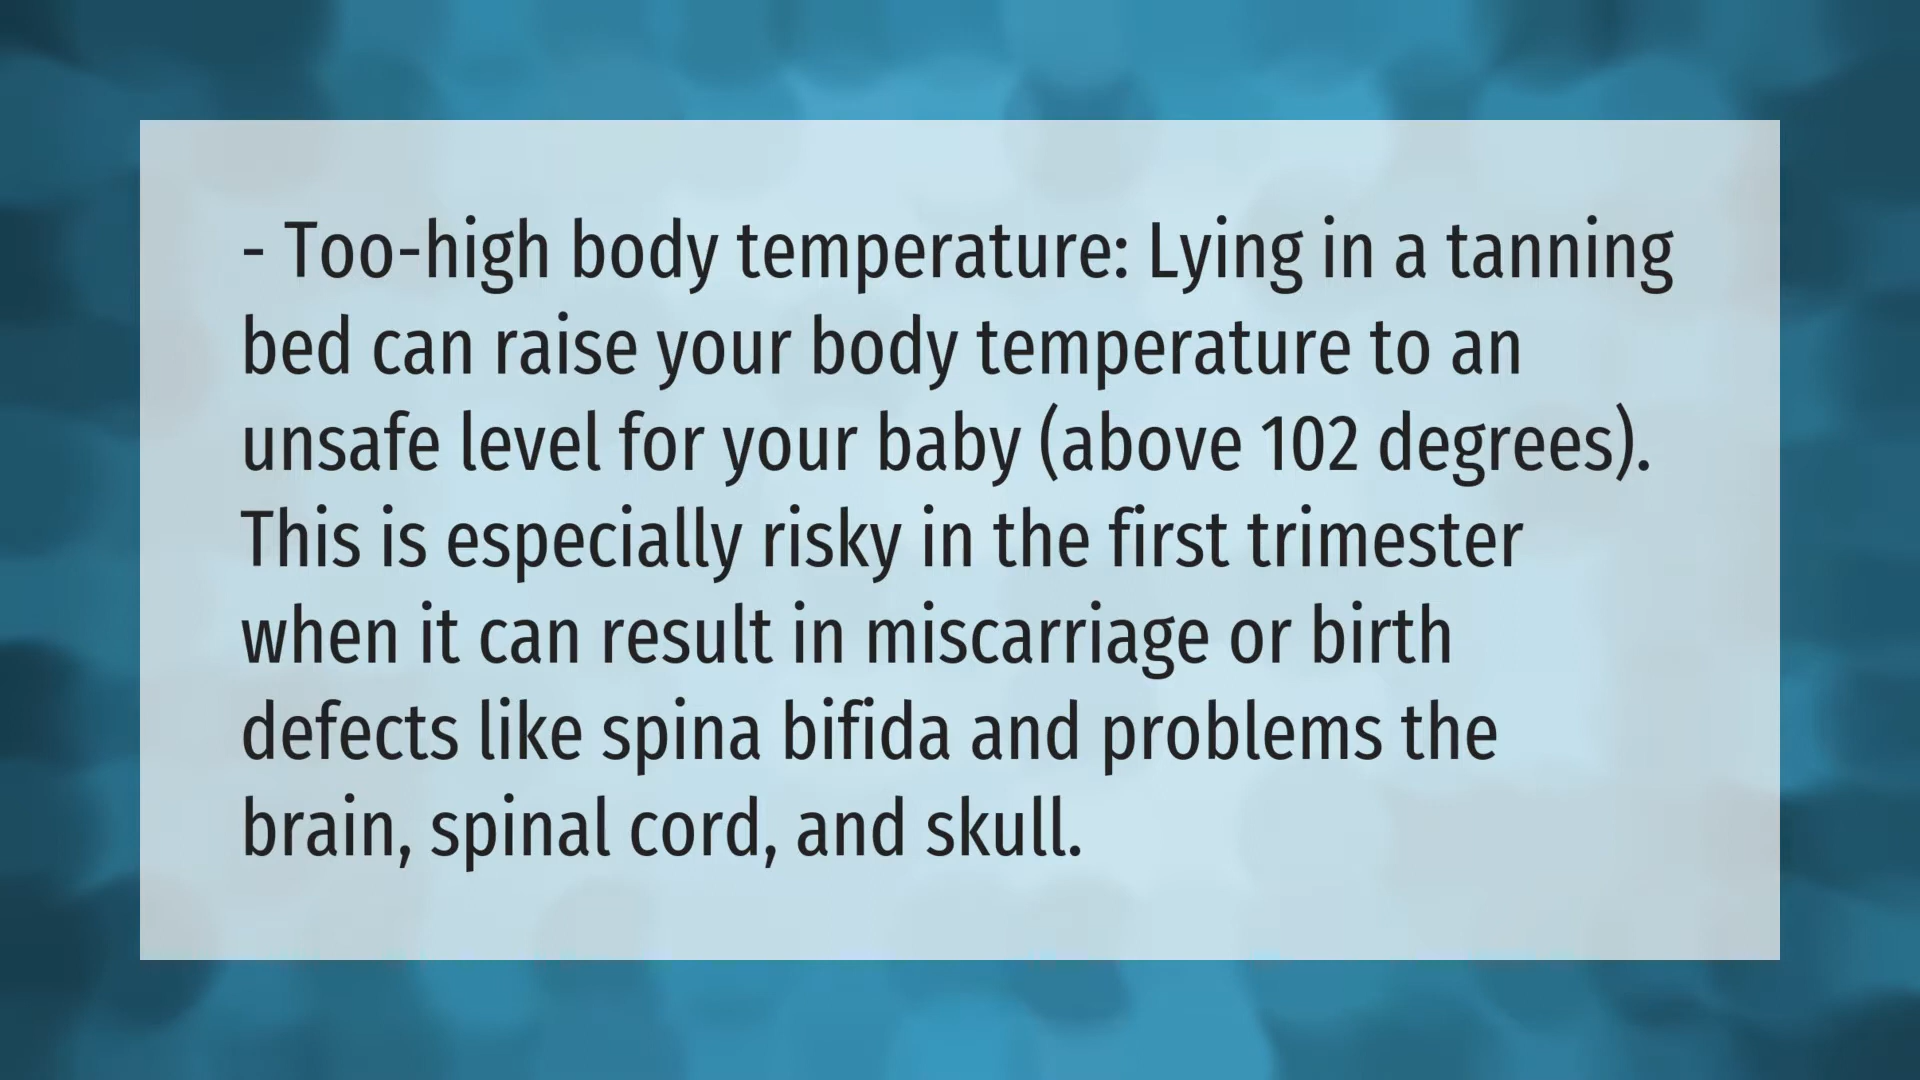 - Too-high body temperature: Lying in a tanning
bed can raise your body temperature to an
unsafe level for your baby (above 102 degrees).
This is especially risky in the first trimester
when it can result in miscarriage or birth
defects like spina bifida and problems the
brain, spinal cord, and skull.